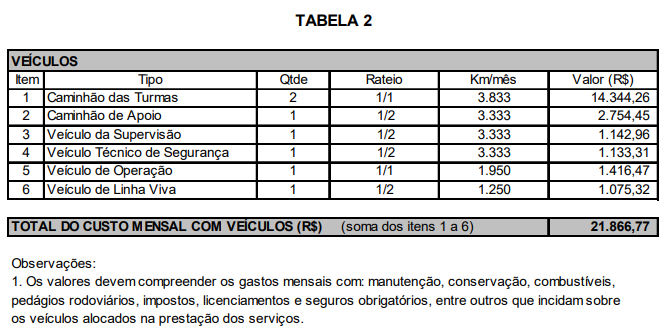 TABELA 2
VEÍCULOS
Item Tipo Qtde Rateio Km/mês Valor (R$)
1 Caminhão das Turmas 2 1/1 3.833 14.344,26
2 Caminhão de Apoio 1 1/2 3.333 2.754,45
3 Veículo da Supervisão 1 1/2 3.333 1.142,96
4 Veículo Técnico de Segurança 1 1/2 3.333 1.133,31
5 Veículo de Operação 1 1/1 1.950 1.416,47
6 Veículo de Linha Viva 1 1/2 1.250 1.075,32
TOTAL DO CUSTO MENSAL COM VEÍCULOS (R$) (soma dos itens 1 a 6) 21.866,77
Observações:
1. Os valores devem compreender os gastos mensais com: manutenção, conservação, combustíveis,
pedágios rodoviários, impostos, licenciamentos e seguros obrigatórios, entre outros que incidam sobre
os veículos alocados na prestação dos serviços.